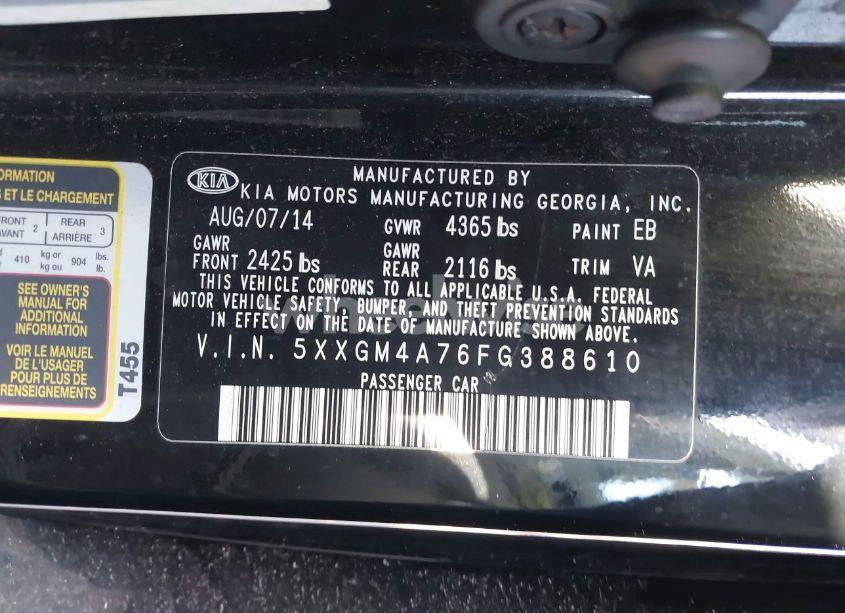 ORMATION
S ET LE CHARGEMENT
FRONT 2 REAR 3
AVANT ARRIÈRE
410 kg or 904 lbs.
kg ou lb.
SEE OWNER'S
MANUAL FOR
ADDITIONAL
INFORMATION
VOIR LE MANUEL
DE L'USAGER
POUR PLUS DE
RENSEIGNEMENTS
T455
KIA
MANUFACTURED BY
KIA MOTORS MANUFACTURING GEORGIA, INC.
AUG/07/14 GVWR 4365 lbs PAINT EB
GAWR FRONT 2425 lbs GAWR REAR 2116 lbs TRIM VA
THIS VEHICLE CONFORMS TO ALL APPLICABLE U.S.A. FEDERAL
MOTOR VEHICLE SAFETY, BUMPER, AND THEFT PREVENTION STANDARDS
IN EFFECT ON THE DATE OF MANUFACTURE SHOWN ABOVE.
V.I.N. 5XXGM4A76FG388610
PASSENGER CAR